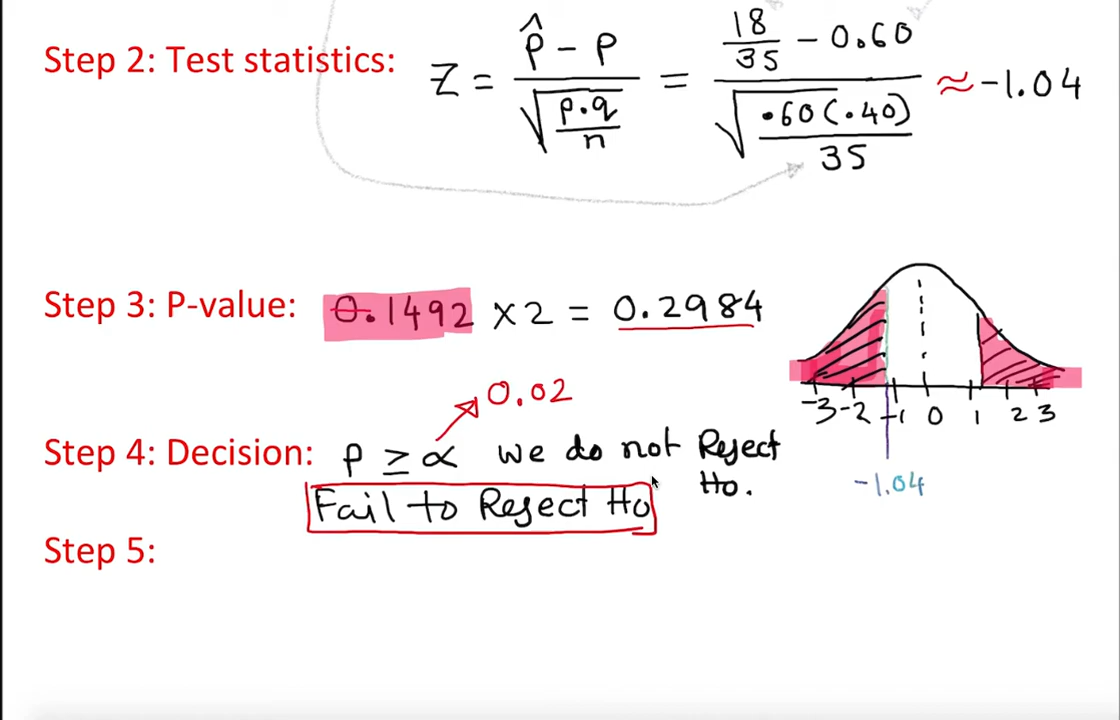 Step 2: Test statistics: Z = p̂ - p / √(p·q / n) = 18/35 - 0.60 / √(.60(.40) / 35) ≈ -1.04
Step 3: P-value: 0.1492 × 2 = 0.2984
-3 -2 -1 0 1 2 3
-1.04
0.02
Step 4: Decision: p ≥ α we do not Reject
Ho.
Fail to Reject Ho
Step 5: